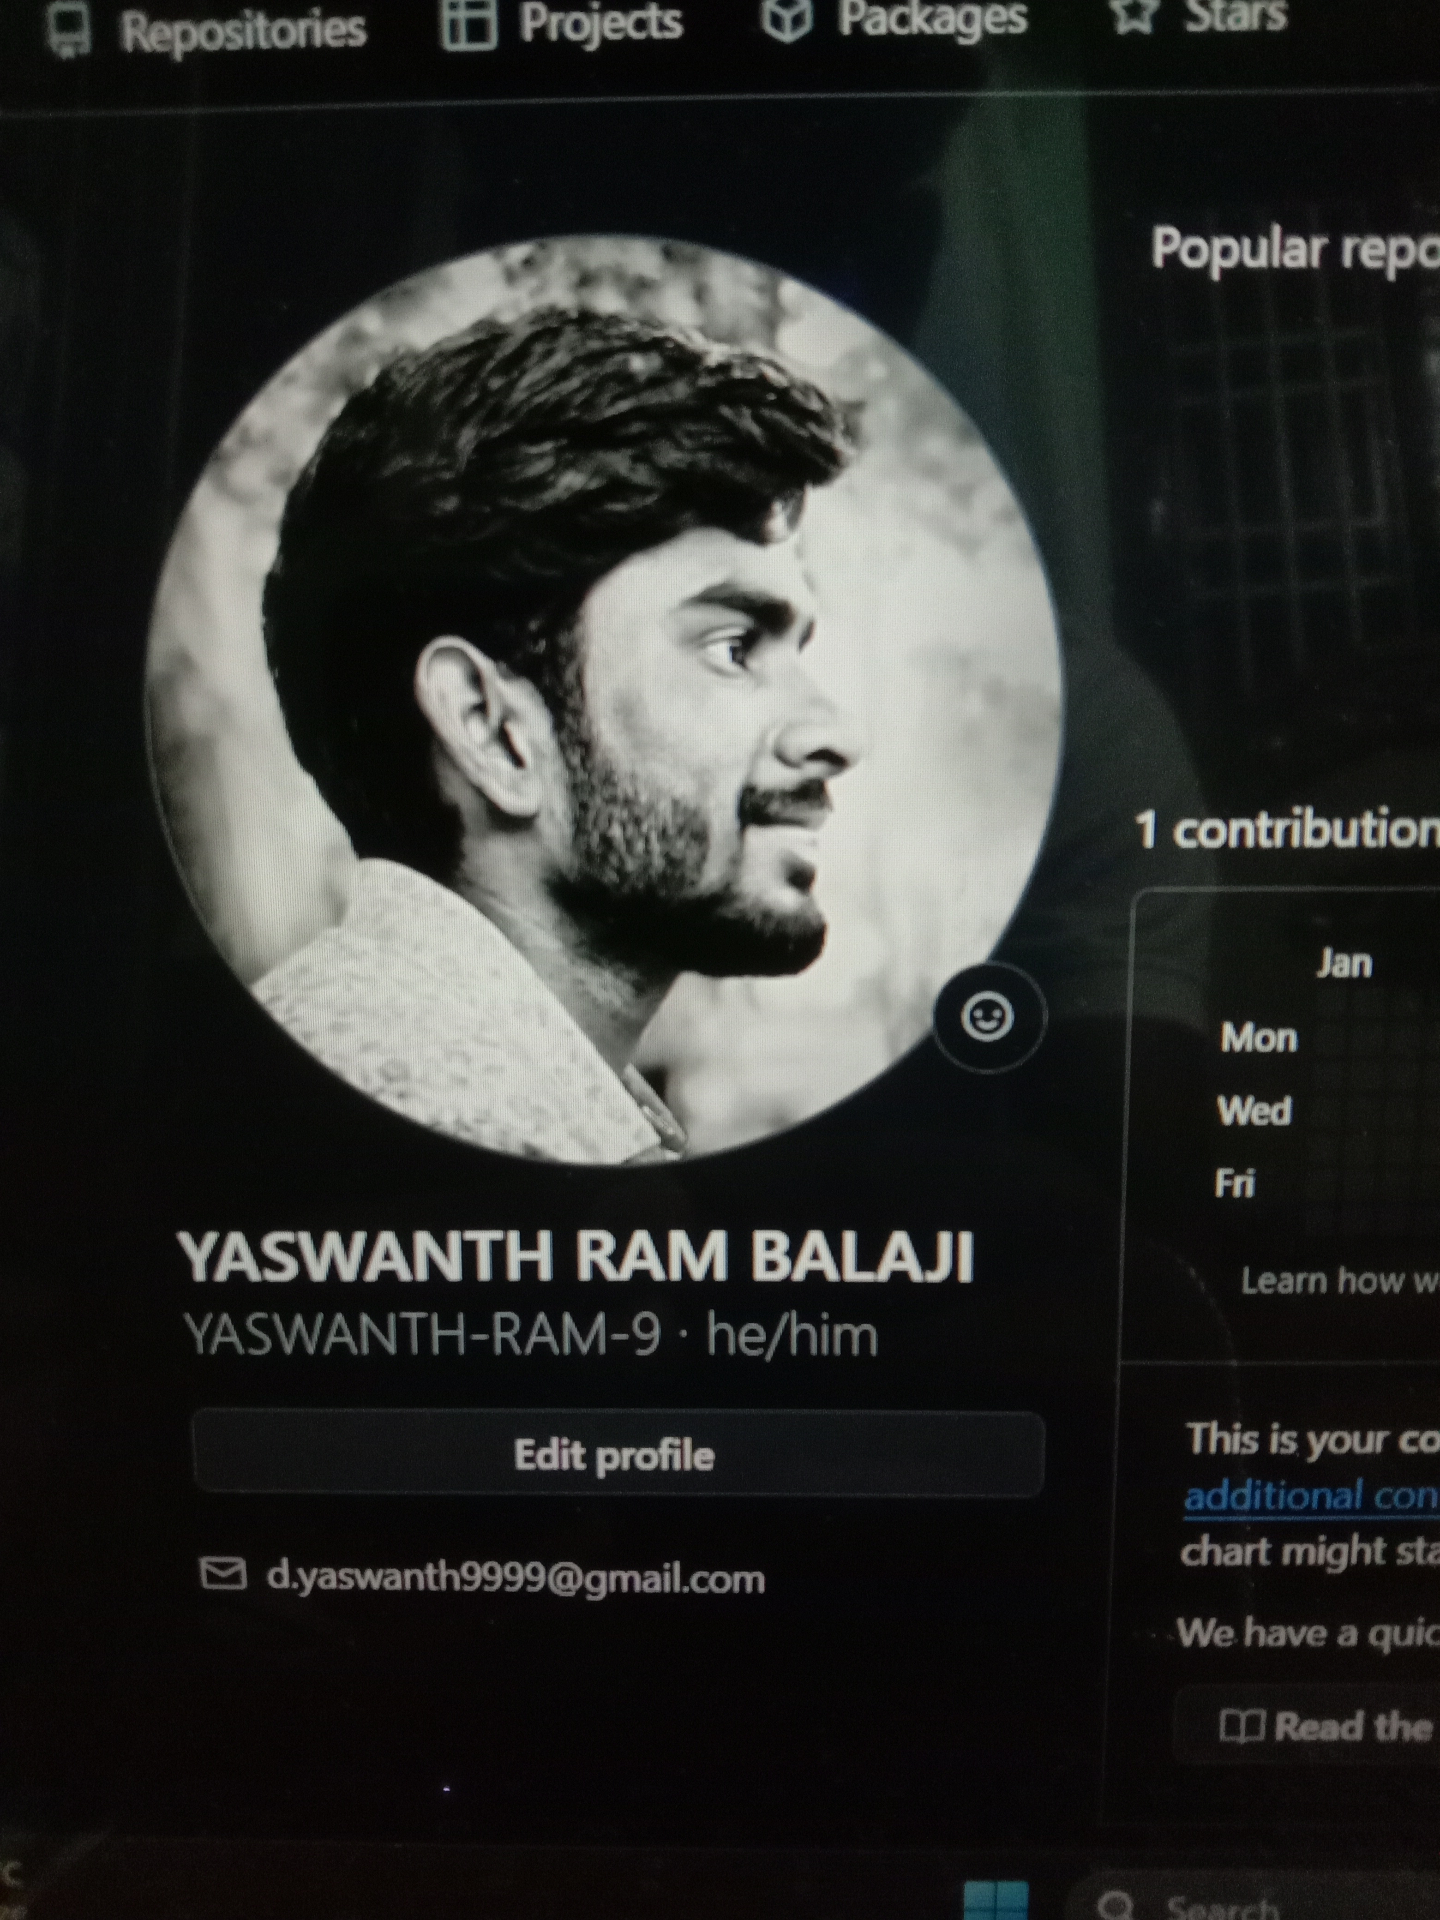 Repositories Projects Packages Stars
Popular repo
YASWANTH RAM BALAJI
YASWANTH-RAM-9 · he/him
Edit profile
d.yaswanth9999@gmail.com
1 contribution
Jan
Mon
Wed
Fri
Learn how w
This is your co
additional con
chart might sta
We have a quic
Read the
Search